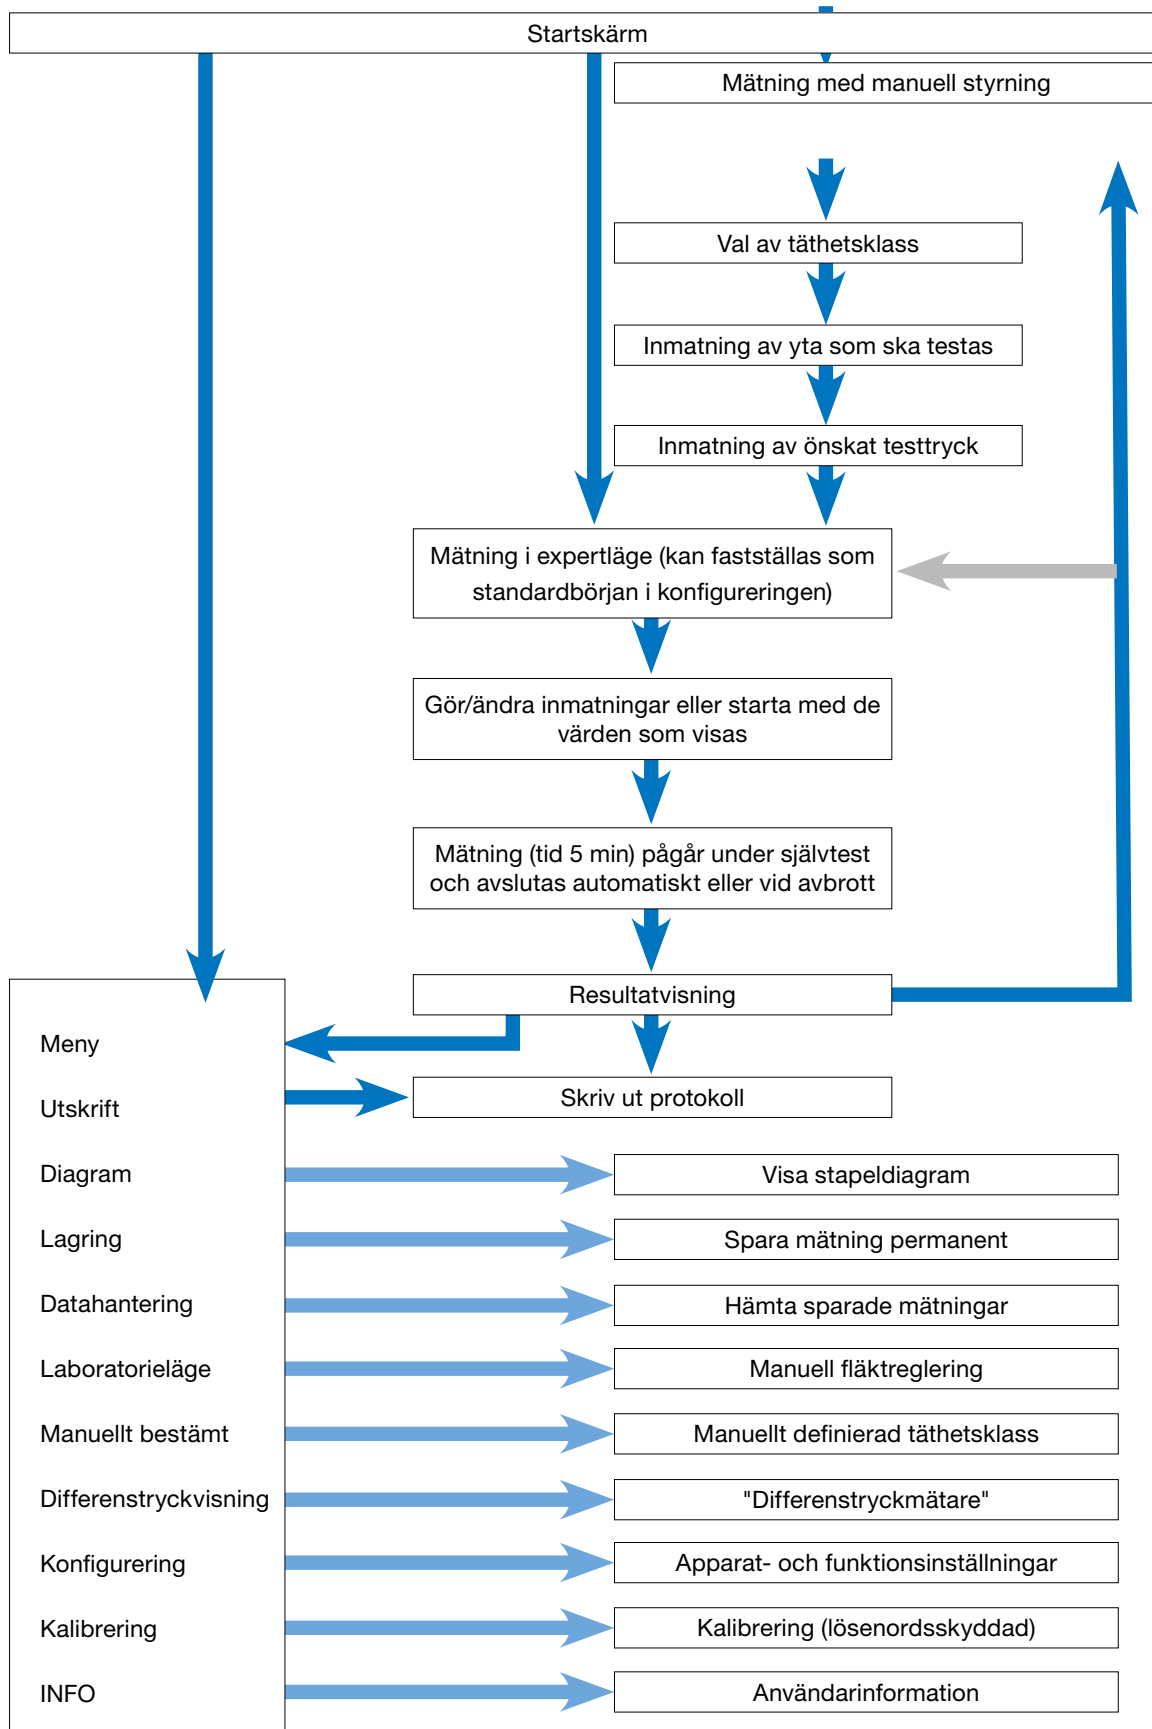 Startskärm
Mätning med manuell styrning
Val av täthetsklass
Inmatning av yta som ska testas
Inmatning av önskat testtryck
Mätning i expertläge (kan fastställas som
standardbörjan i konfigureringen)
Gör/ändra inmatningar eller starta med de
värden som visas
Mätning (tid 5 min) pågår under självtest
och avslutas automatiskt eller vid avbrott
Resultatvisning
Meny
Skriv ut protokoll
Utskrift
Diagram
Visa stapeldiagram
Lagring
Spara mätning permanent
Datahantering
Hämta sparade mätningar
Laboratorieläge
Manuell fläktreglering
Manuellt bestämt
Manuellt definierad täthetsklass
Differenstryckvisning
"Differenstryckmätare"
Konfigurering
Apparat- och funktionsinställningar
Kalibrering
Kalibrering (lösenordsskyddad)
INFO
Användarinformation